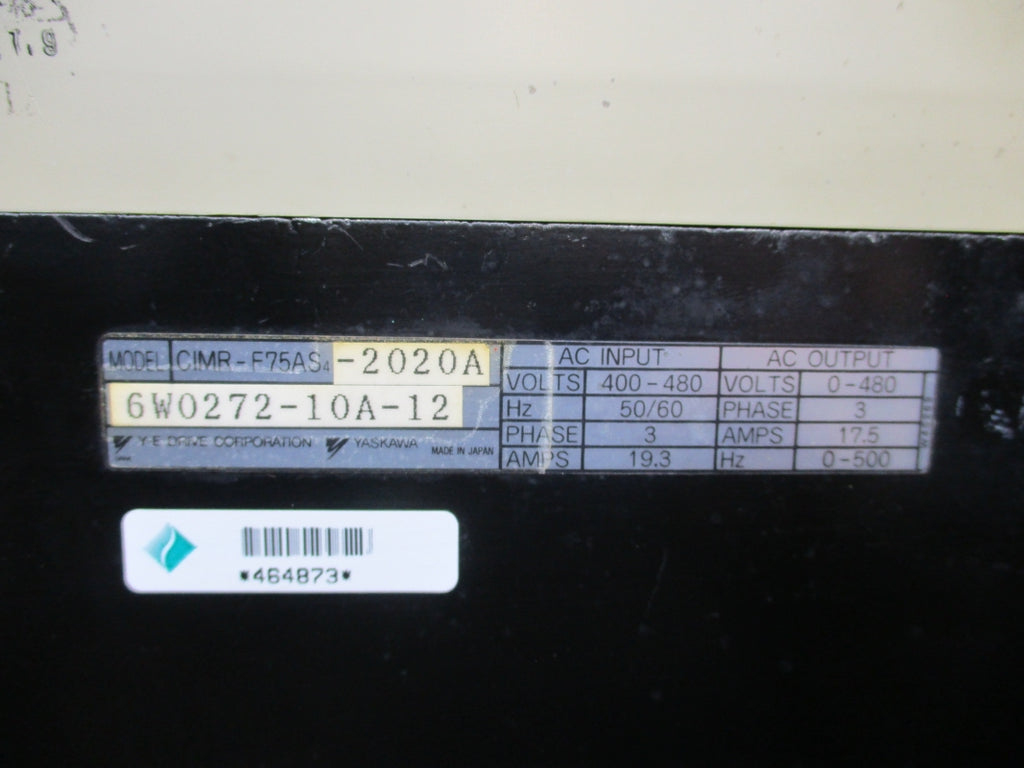 7.9
MODEL CIMR-F75AS4 -2020A
6W0272-10A-12
Y-E DRIVE CORPORATION YASKAWA MADE IN JAPAN
AC INPUT AC OUTPUT
VOLTS 400-480 VOLTS 0-480
Hz 50/60 PHASE 3
PHASE 3 AMPS 17.5
AMPS 19.3 Hz 0-500
*464873*